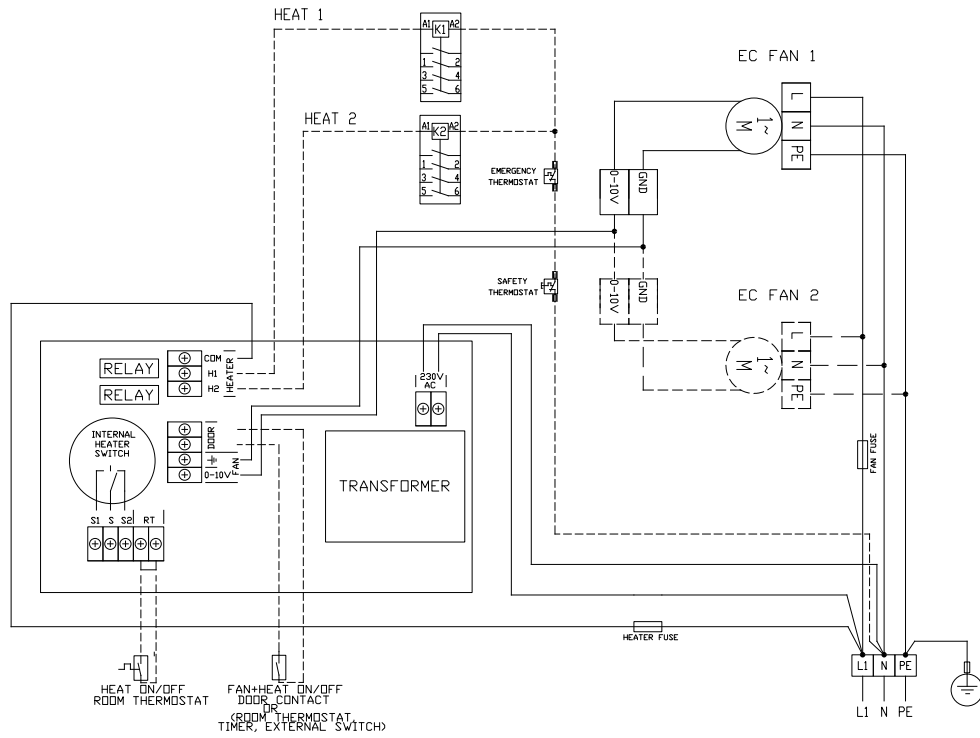 HEAT 1
A1 K1 A2
1 2
3 4
5 6
HEAT 2
A1 K2 A2
1 2
3 4
5 6
EMERGENCY
THERMOSTAT
SAFETY
THERMOSTAT
EC FAN 1
L
N
PE
1~
M
0-10V
GND
EC FAN 2
L
N
PE
1~
M
0-10V
GND
FAN FUSE
RELAY
RELAY
COM
H1
H2
HEATER
230V
AC
INTERNAL
HEATER
SWITCH
DOOR
FAN
0-10V
TRANSFORMER
S1 S S2 RT
HEATER FUSE
HEAT ON/OFF
ROOM THERMOSTAT
FAN+HEAT ON/OFF
DOOR CONTACT
OR
(ROOM THERMOSTAT,
TIMER, EXTERNAL SWITCH)
L1 N PE
L1 N PE